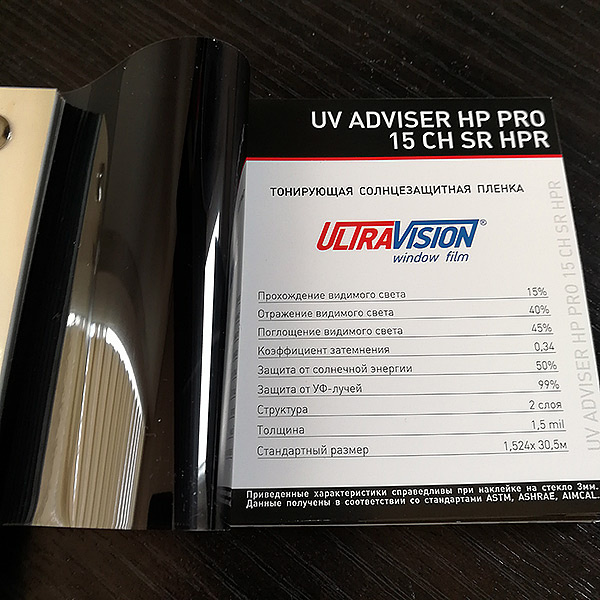 UV ADVISER HP PRO
15 CH SR HPR
ТОНИРУЮЩАЯ СОЛНЦЕЗАЩИТНАЯ ПЛЕНКА
ULTRAVISION®
window film
Прохождение видимого света 15%
Отражение видимого света 40%
Поглощение видимого света 45%
Коэффициент затемнения 0,34
Защита от солнечной энергии 50%
Защита от УФ-лучей 99%
Структура 2 слоя
Толщина 1,5 mil
Стандартный размер 1,524x 30,5м
Приведенные характеристики справедливы при наклейке на стекло 3мм.
Данные получены в соответствии со стандартами ASTM, ASHRAE, AIMCAL.
UV ADVISER HP PRO 15 CH SR HPR